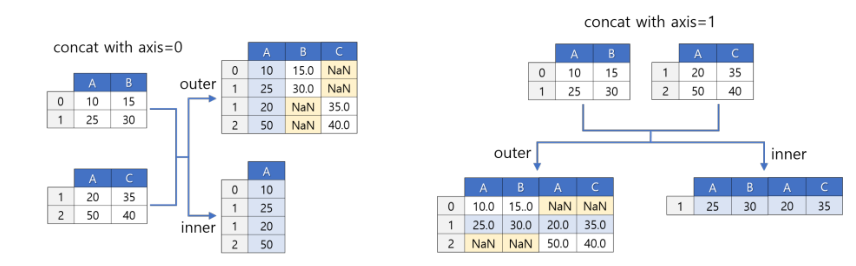 concat with axis=0
A B
0 10 15
1 25 30
A C
1 20 35
2 50 40
outer
A B C
0 10 15.0 NaN
1 25 30.0 NaN
1 20 NaN 35.0
2 50 NaN 40.0
inner
A
0 10
1 25
1 20
2 50
concat with axis=1
A B
0 10 15
1 25 30
A C
1 20 35
2 50 40
outer
A B A C
0 10.0 15..0 NaN NaN
1 25.0 30.0 20.0 35.0
2 NaN NaN 50.0 40.0
inner
A B A C
1 25 30 20 35